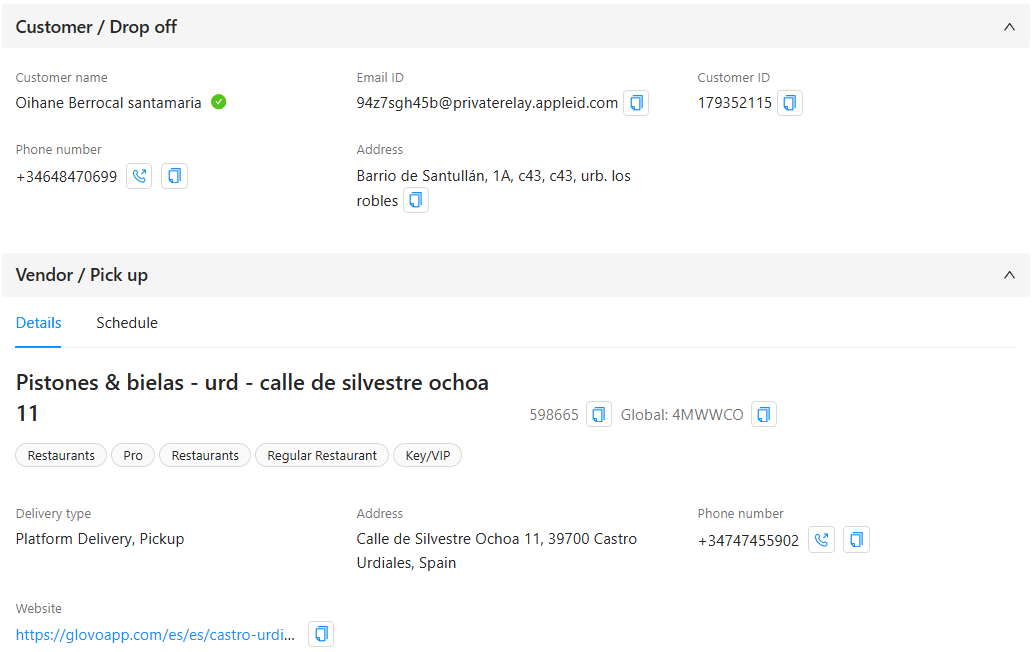 Customer / Drop off
Customer name
Oihane Berrocal santamaria
Email ID
94z7sgh45b@privaterelay.appleid.com
Customer ID
179352115
Phone number
+34648470699
Address
Barrio de Santullán, 1A, c43, c43, urb. los
robles
Vendor / Pick up
Details
Schedule
Pistones & bielas - urd - calle de silvestre ochoa
11
598665
Global: 4MWWCO
Restaurants
Pro
Restaurants
Regular Restaurant
Key/VIP
Delivery type
Platform Delivery, Pickup
Address
Calle de Silvestre Ochoa 11, 39700 Castro
Urdiales, Spain
Phone number
+34747455902
Website
https://glovoapp.com/es/es/castro-urdi...